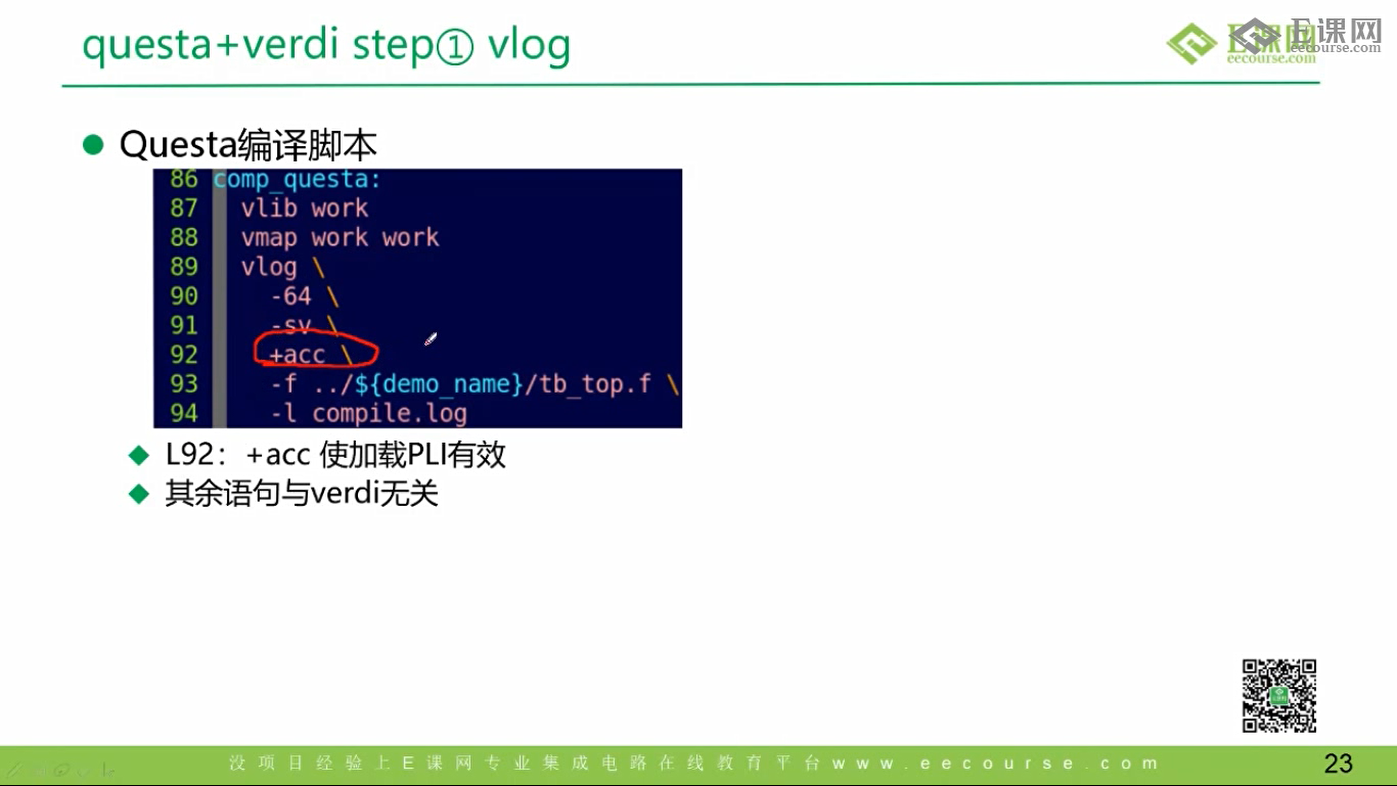 questa+verdi step① vlog
E课网
eecourse.com
E课网
eecourse.com
Questa编译脚本
86 comp_questa:
87 vlib work
88 vmap work work
89 vlog \
90 -64 \
91 -sv \
92 +acc \
93 -f ../${demo_name}/tb_top.f \
94 -l compile.log
L92：+acc 使加载PLI有效
其余语句与verdi无关
没项目经验上E课网专业集成电路在线教育平台www.eecourse.com
23